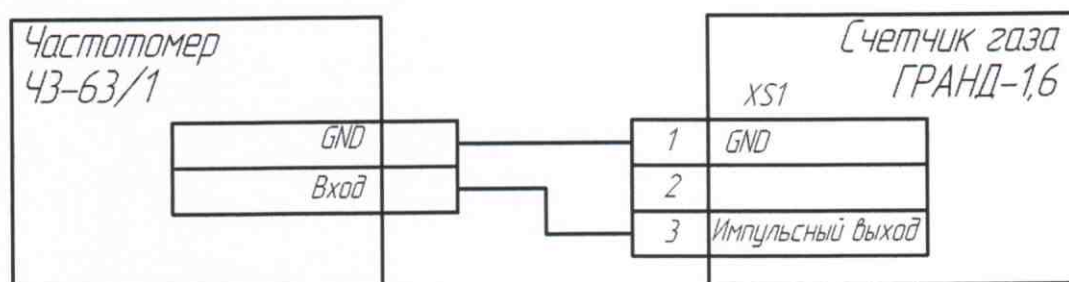 Частотомер
Ч3-63/1
GND
Вход
Счетчик газа
ГРАНД-1,6
XS1
1 GND
2
3 Импульсный выход